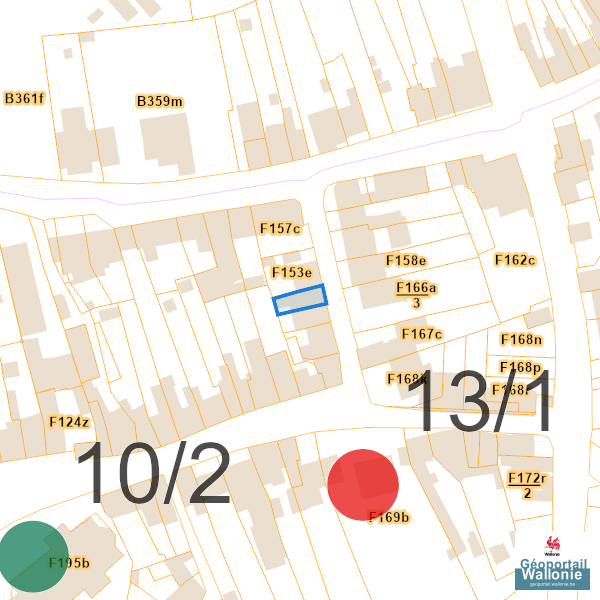 B361f
B359m
F157c
F153e
F158e
F162c
F166a
3
F167c
F168n
F168p
F168k
13/1
F124z
10/2
F172r
2
F169b
F195b
Wallonie
Géoportail
Wallonie
geoportail.wallonie.be